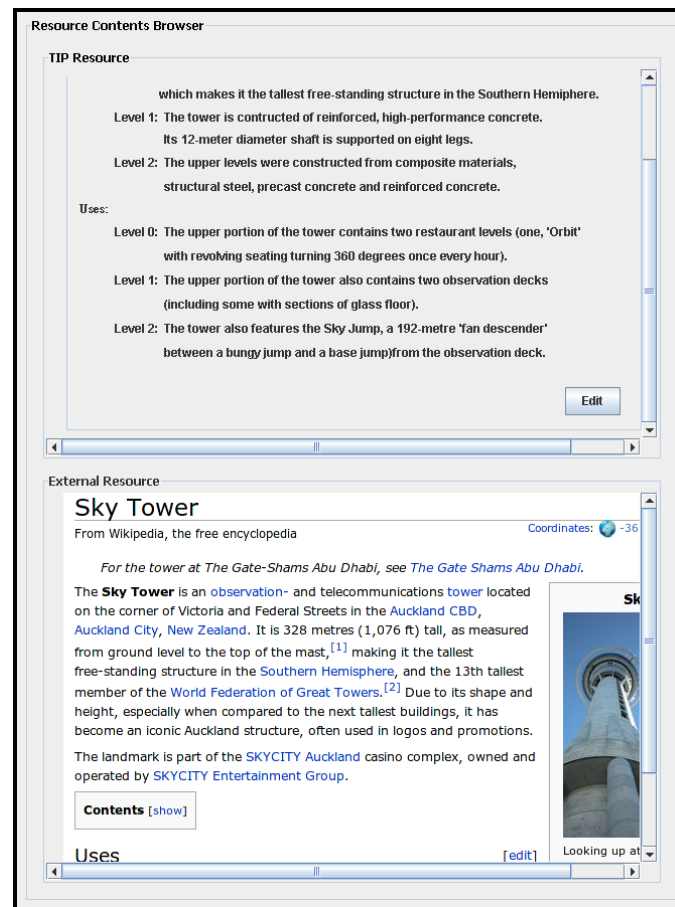 Resource Contents Browser
TIP Resource
which makes it the tallest free-standing structure in the Southern Hemiphere.
Level 1: The tower is contructed of reinforced, high-performance concrete.
Its 12-meter diameter shaft is supported on eight legs.
Level 2: The upper levels were constructed from composite materials,
structural steel, precast concrete and reinforced concrete.
Uses:
Level 0: The upper portion of the tower contains two restaurant levels (one, 'Orbit'
with revolving seating turning 360 degrees once every hour).
Level 1: The upper portion of the tower also contains two observation decks
(including some with sections of glass floor).
Level 2: The tower also features the Sky Jump, a 192-metre 'fan descender'
between a bungy jump and a base jump)from the observation deck.
Edit
External Resource
Sky Tower
From Wikipedia, the free encyclopedia
Coordinates: -36
For the tower at The Gate-Shams Abu Dhabi, see The Gate Shams Abu Dhabi.
The Sky Tower is an observation- and telecommunications tower located
on the corner of Victoria and Federal Streets in the Auckland CBD,
Auckland City, New Zealand. It is 328 metres (1,076 ft) tall, as measured
from ground level to the top of the mast,[1] making it the tallest
free-standing structure in the Southern Hemisphere, and the 13th tallest
member of the World Federation of Great Towers.[2] Due to its shape and
height, especially when compared to the next tallest buildings, it has
become an iconic Auckland structure, often used in logos and promotions.
The landmark is part of the SKYCITY Auckland casino complex, owned and
operated by SKYCITY Entertainment Group.
Contents [show]
Uses [edit]
Sk
Looking up at